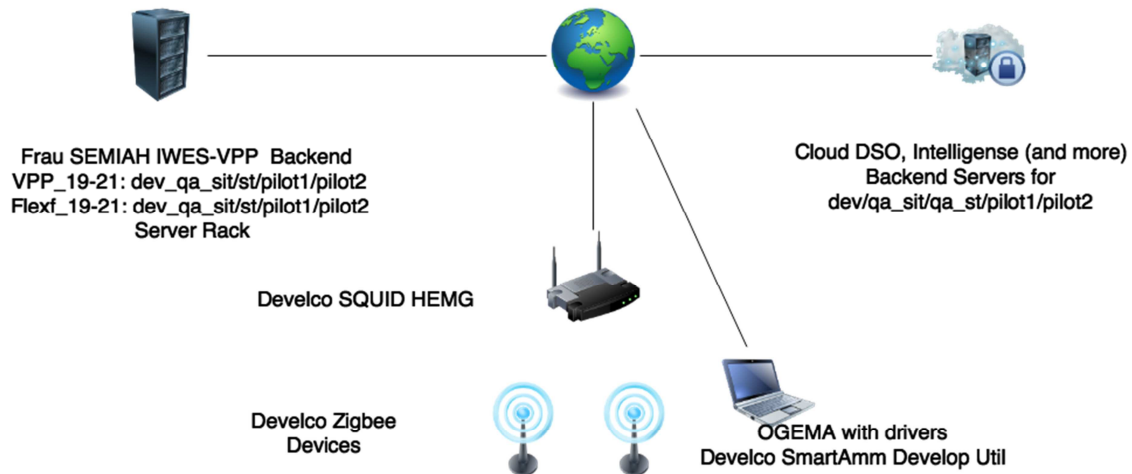 Frau SEMIAH IWES-VPP Backend
VPP_19-21: dev_qa_sit/st/pilot1/pilot2
Flexf_19-21: dev_qa_sit/st/pilot1/pilot2
Server Rack
Cloud DSO, Intelligense (and more)
Backend Servers for
dev/qa_sit/qa_st/pilot1/pilot2
Develco SQUID HEMG
Develco Zigbee
Devices
OGEMA with drivers
Develco SmartAmm Develop Util